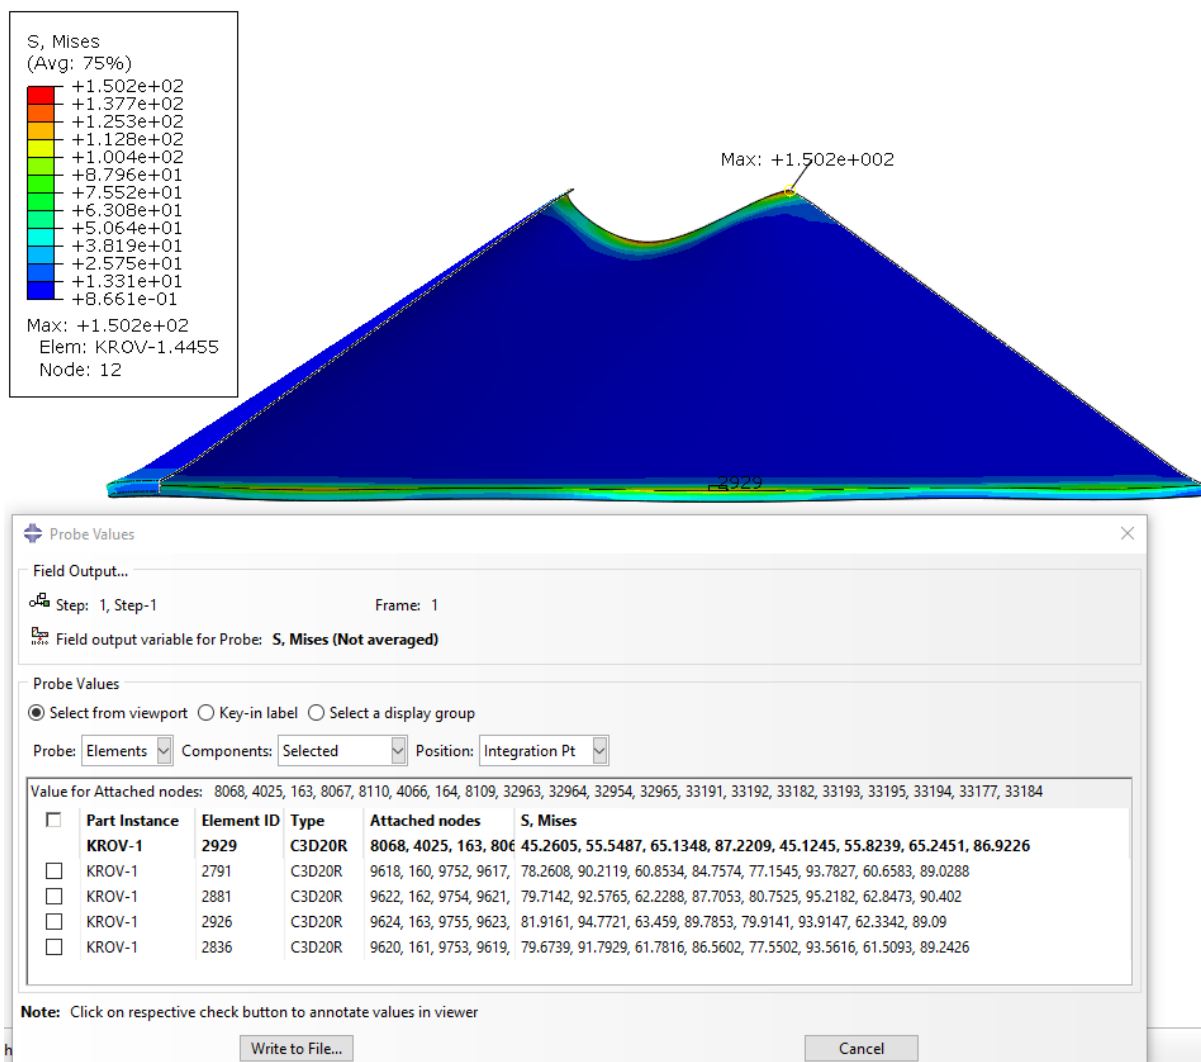 S, Mises
(Avg: 75%)
+1.502e+02
+1.377e+02
+1.253e+02
+1.128e+02
+1.004e+02
+8.796e+01
+7.552e+01
+6.308e+01
+5.064e+01
+3.819e+01
+2.575e+01
+1.331e+01
+8.661e-01
Max: +1.502e+02
Elem: KROV-1.4455
Node: 12
Max: +1.502e+002
2929
Probe Values
Field Output...
Step: 1, Step-1 Frame: 1
Field output variable for Probe: S, Mises (Not averaged)
Probe Values
Select from viewport Key-in label Select a display group
Probe: Elements Components: Selected Position: Integration Pt
Value for Attached nodes: 8068, 4025, 163, 8067, 8110, 4066, 164, 8109, 32963, 32964, 32954, 32965, 33191, 33192, 33182, 33193, 33195, 33194, 33177, 33184
Part Instance Element ID Type Attached nodes S, Mises
KROV-1 2929 C3D20R 8068, 4025, 163, 806 45.2605, 55.5487, 65.1348, 87.2209, 45.1245, 55.8239, 65.2451, 86.9226
KROV-1 2791 C3D20R 9618, 160, 9752, 9617, 78.2608, 90.2119, 60.8534, 84.7574, 77.1545, 93.7827, 60.6583, 89.0288
KROV-1 2881 C3D20R 9622, 162, 9754, 9621, 79.7142, 92.5765, 62.2288, 87.7053, 80.7525, 95.2182, 62.8473, 90.402
KROV-1 2926 C3D20R 9624, 163, 9755, 9623, 81.9161, 94.7721, 63.459, 89.7853, 79.9141, 93.9147, 62.3342, 89.09
KROV-1 2836 C3D20R 9620, 161, 9753, 9619, 79.6739, 91.7929, 61.7816, 86.5602, 77.5502, 93.5616, 61.5093, 89.2426
Note: Click on respective check button to annotate values in viewer
Write to File... Cancel